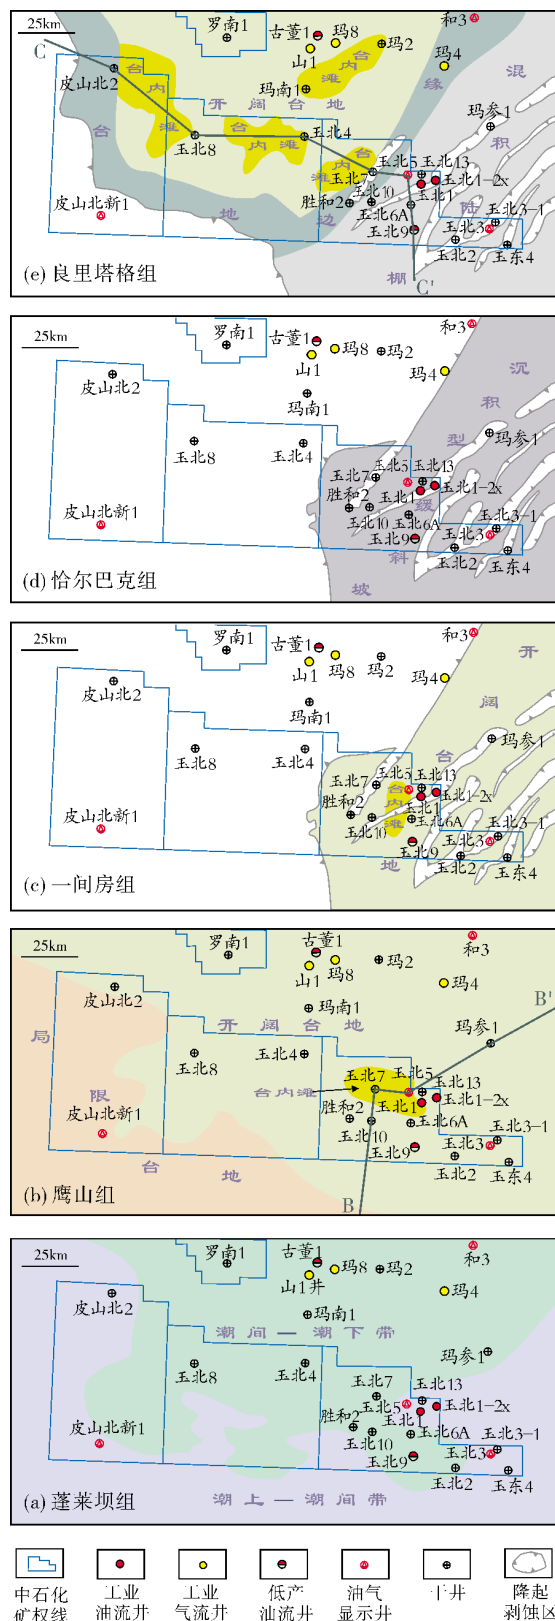 25km
C
罗南1
古董1
玛8
玛2
和3
山1
玛4
皮山北2
玛南1
台内滩
台内滩
开阔台地
缘
混
积
陆
棚
玛参1
台
地
边
台内滩
台内滩
玉北8
玉北4
玉北5
玉北13
玉北7
玉北1-2x
玉北10
玉北1
皮山北新1
胜和2
玉北6A
玉北9
玉北3-1
玉北3
玉北2
玉东4
C'
(e) 良里塔格组
25km
罗南1
古董1
玛8
玛2
和3
山1
玛4
皮山北2
玛南1
沉
积
型
缓
斜
坡
玛参1
玉北8
玉北4
玉北5
玉北13
玉北7
玉北1-2x
胜和2
玉北1
玉北10
玉北6A
皮山北新1
玉北9
玉北3-1
玉北3
玉北2
玉东4
(d) 恰尔巴克组
25km
罗南1
古董1
玛8
玛2
和3
山1
玛4
皮山北2
玛南1
开
阔
台
地
玛参1
玉北8
玉北4
玉北5
玉北13
玉北7
台内滩
玉北1-2x
胜和2
玉北1
玉北10
玉北6A
皮山北新1
玉北9
玉北3-1
玉北3
玉北2
玉东4
(c) 一间房组
25km
罗南1
古董1
玛8
玛2
和3
山1
玛4
皮山北2
玛南1
B'
开阔台地
玛参1
局
限
台
地
玉北8
玉北4
玉北7
玉北5
玉北13
台内滩
玉北1-2x
胜和2
玉北1
玉北10
玉北6A
皮山北新1
玉北9
玉北3-1
玉北3
玉北2
玉东4
B
(b) 鹰山组
25km
罗南1
古董1
玛8
玛2
和3
山1井
玛4
皮山北2
玛南1
潮间—潮下带
玛参1
玉北8
玉北4
玉北7
玉北13
玉北5
玉北1-2x
胜和2
玉北1
玉北10
玉北6A
皮山北新1
玉北9
玉北3-1
玉北3
玉北2
玉东4
潮上—潮间带
(a) 蓬莱坝组
中石化
矿权线
工业
油流井
工业
气流井
低产
油流井
油气
显示井
干井
隆起
剥蚀区